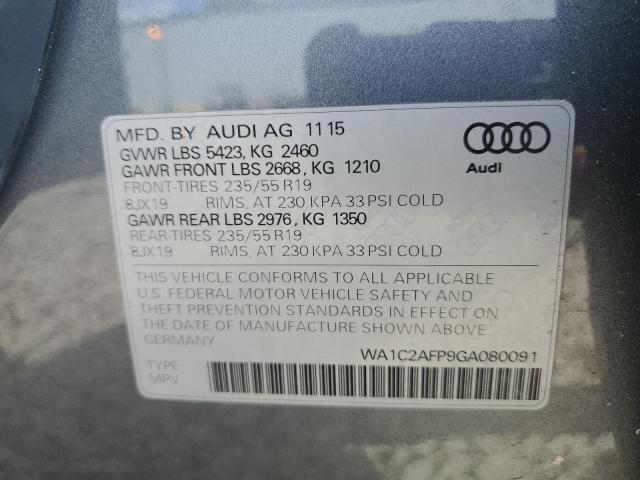 MFD. BY AUDI AG 11 15
GVWR LBS 5423, KG 2460
GAWR FRONT LBS 2668, KG 1210
FRONT-TIRES 235/55 R19
8JX19 RIMS, AT 230 KPA 33 PSI COLD
GAWR REAR LBS 2976, KG 1350
REAR-TIRES 235/55 R19
8JX19 RIMS, AT 230 KPA 33 PSI COLD
Audi
THIS VEHICLE CONFORMS TO ALL APPLICABLE
U.S. FEDERAL MOTOR VEHICLE SAFETY AND
THEFT PREVENTION STANDARDS IN EFFECT ON
THE DATE OF MANUFACTURE SHOWN ABOVE
GERMANY
WA1C2AFP9GA080091
TYPE
MPV